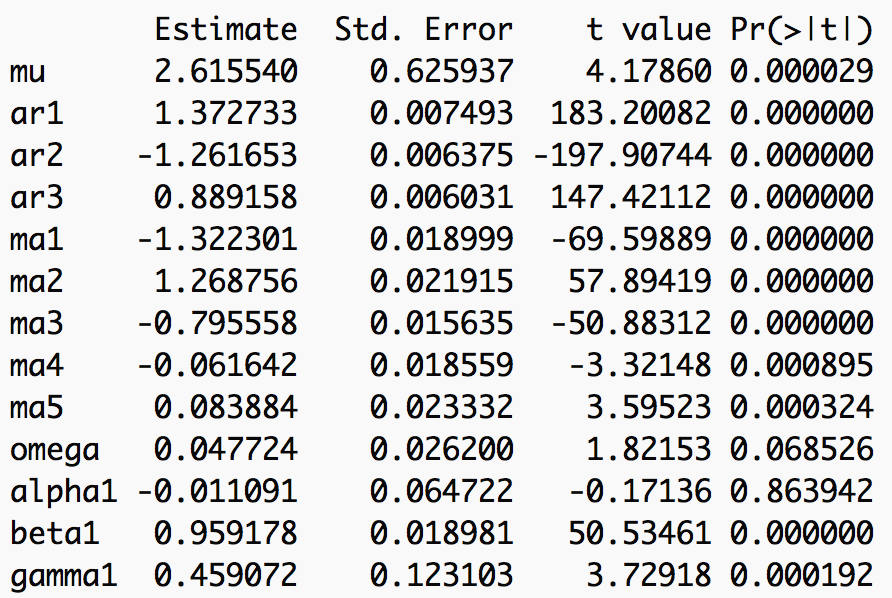 Estimate Std. Error t value Pr(>|t|)
mu 2.615540 0.625937 4.17860 0.000029
ar1 1.372733 0.007493 183.20082 0.000000
ar2 -1.261653 0.006375 -197.90744 0.000000
ar3 0.889158 0.006031 147.42112 0.000000
ma1 -1.322301 0.018999 -69.59889 0.000000
ma2 1.268756 0.021915 57.89419 0.000000
ma3 -0.795558 0.015635 -50.88312 0.000000
ma4 -0.061642 0.018559 -3.32148 0.000895
ma5 0.083884 0.023332 3.59523 0.000324
omega 0.047724 0.026200 1.82153 0.068526
alpha1 -0.011091 0.064722 -0.17136 0.863942
beta1 0.959178 0.018981 50.53461 0.000000
gamma1 0.459072 0.123103 3.72918 0.000192